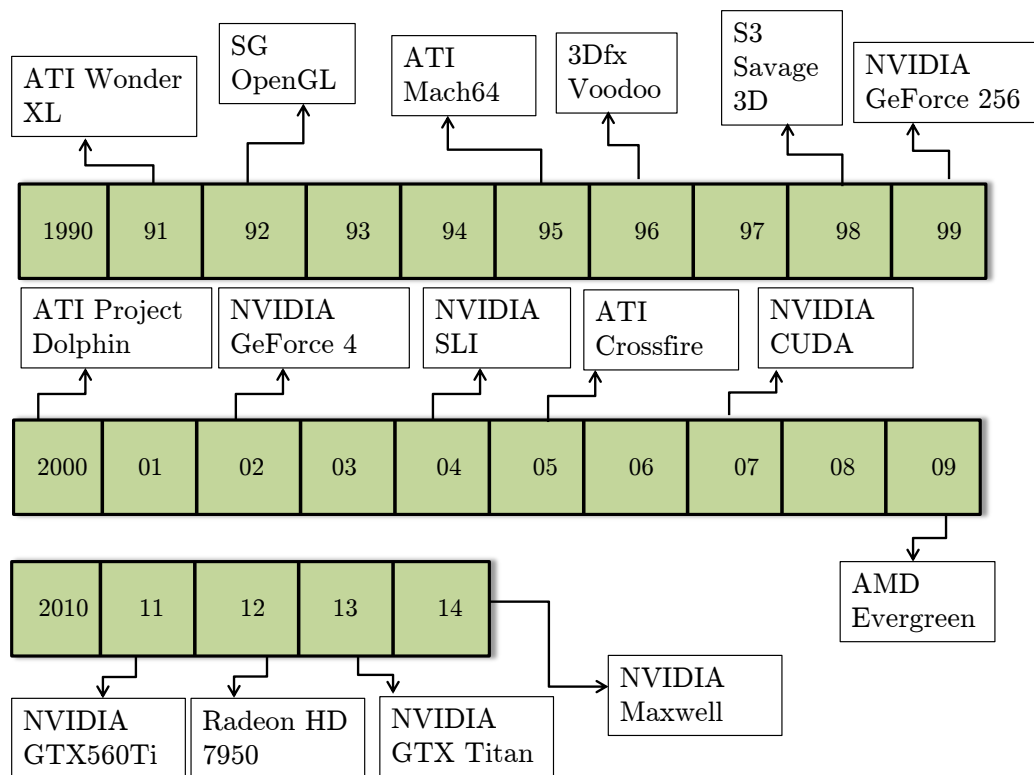 ATI Wonder
XL
SG
OpenGL
ATI
Mach64
3Dfx
Voodoo
S3
Savage
3D
NVIDIA
GeForce 256
1990 91 92 93 94 95 96 97 98 99
ATI Project
Dolphin
NVIDIA
GeForce 4
NVIDIA
SLI
ATI
Crossfire
NVIDIA
CUDA
2000 01 02 03 04 05 06 07 08 09
AMD
Evergreen
2010 11 12 13 14
NVIDIA
GTX560Ti
Radeon HD
7950
NVIDIA
GTX Titan
NVIDIA
Maxwell